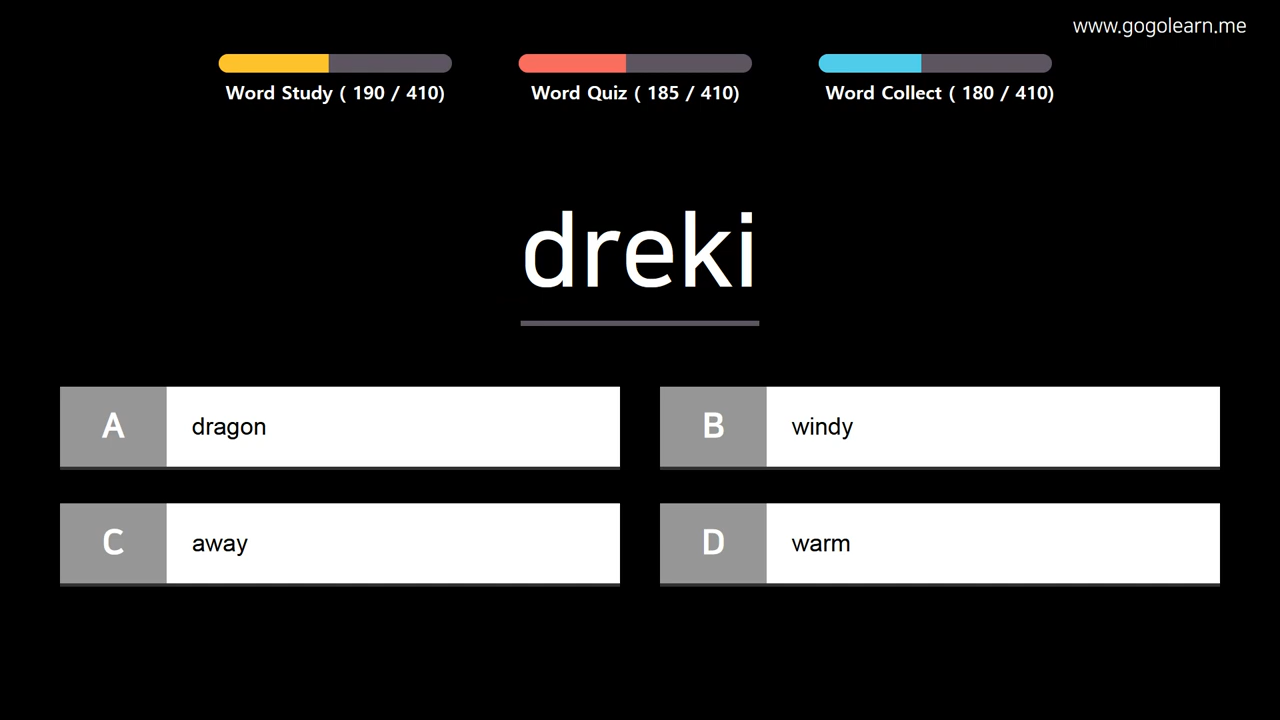 www.gogolearn.me
Word Study ( 190 / 410)
Word Quiz ( 185 / 410)
Word Collect ( 180 / 410)
dreki
A dragon
B windy
C away
D warm